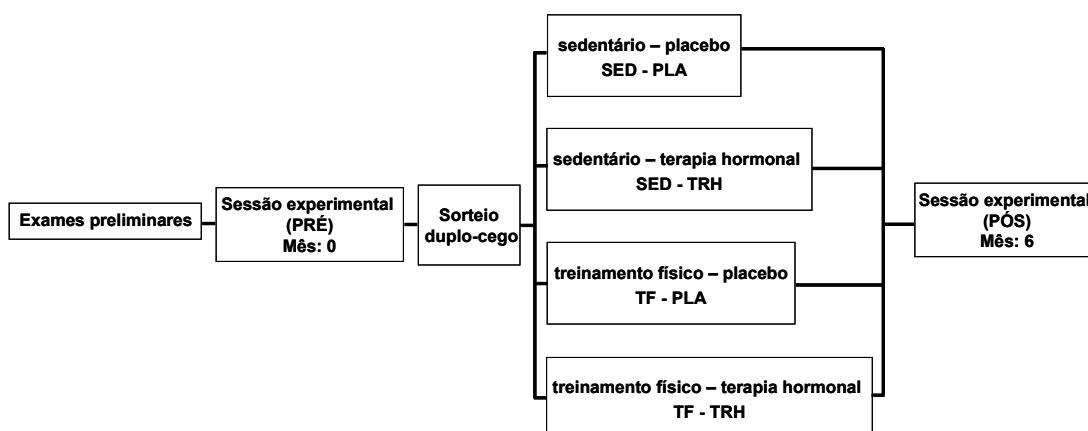 Exames preliminares
Sessão experimental
(PRÉ)
Mês: 0
Sorteio
duplo-cego
sedentário – placebo
SED - PLA
sedentário – terapia hormonal
SED - TRH
treinamento físico – placebo
TF - PLA
treinamento físico – terapia hormonal
TF - TRH
Sessão experimental
(PÓS)
Mês: 6